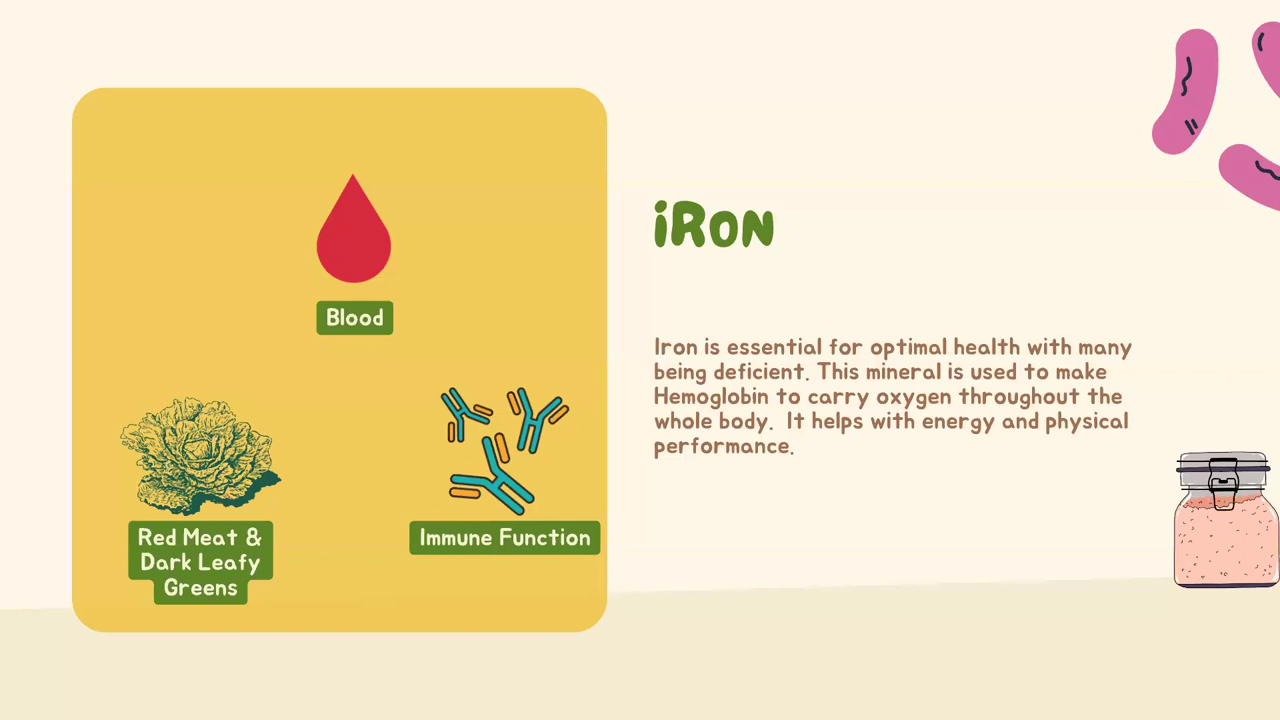 Blood
Red Meat &
Dark Leafy
Greens
Immune Function
iRon
Iron is essential for optimal health with many
being deficient. This mineral is used to make
Hemoglobin to carry oxygen throughout the
whole body.  It helps with energy and physical
performance.